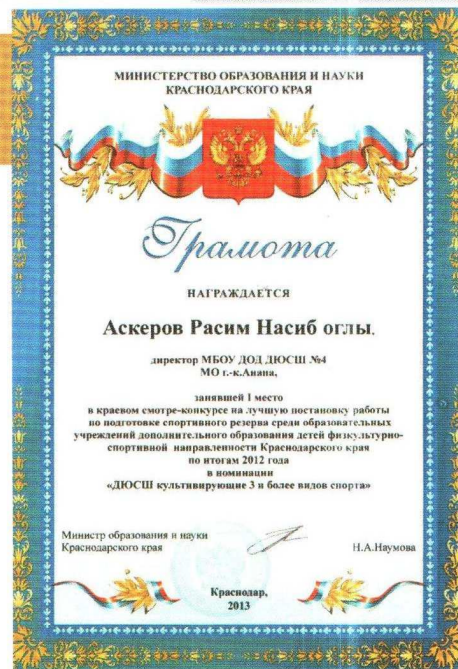 МИНИСТЕРСТВО ОБРАЗОВАНИЯ И НАУКИ
КРАСНОДАРСКОГО КРАЯ
Грамота
НАГРАЖДАЕТСЯ
Аскеров Расим Насиб оглы,
директор МБОУ ДОД ДЮСШ №4
МО г.-к.Анапа,
занявшей 1 место
в краевом смотре-конкурсе на лучшую постановку работы
по подготовке спортивного резерва среди образовательных
учреждений дополнительного образования детей физкультурно-
спортивной направленности Краснодарского края
по итогам 2012 года
в номинации
«ДЮСШ культивирующие 3 и более видов спорта»
Министр образования и науки
Краснодарского края
Н.А.Наумова
Краснодар,
2013